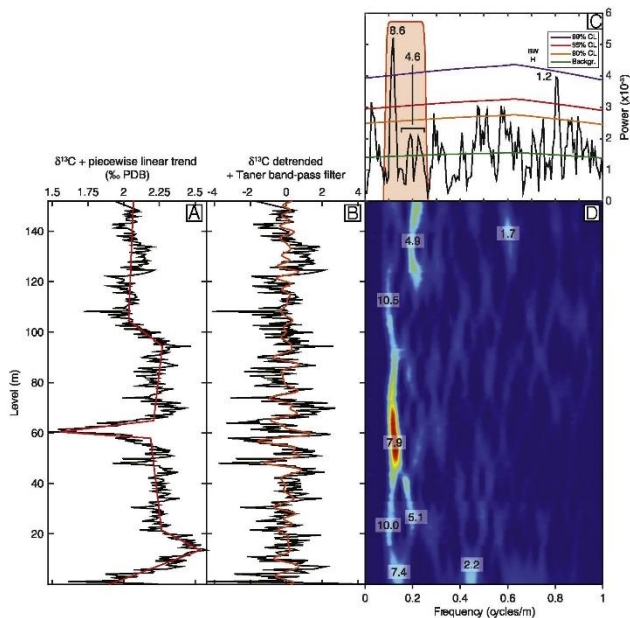 C
8.6
4.6
BW
H
1.2
99% CL
95% CL
90% CL
Backgr.
6
5
4
3
2
1
0
Power (x10⁻³)
δ¹³C + piecewise linear trend
(‰ PDB)
1.5 1.75 2 2.25 2.5
A
δ¹³C detrended
+ Taner band-pass filter
-4 -2 0 2 4
B
D
Level (m)
140
120
100
80
60
40
20
4.9
1.7
10.5
7.9
5.1
10.0
7.4
2.2
0 0.2 0.4 0.6 0.8 1
Frequency (cycles/m)